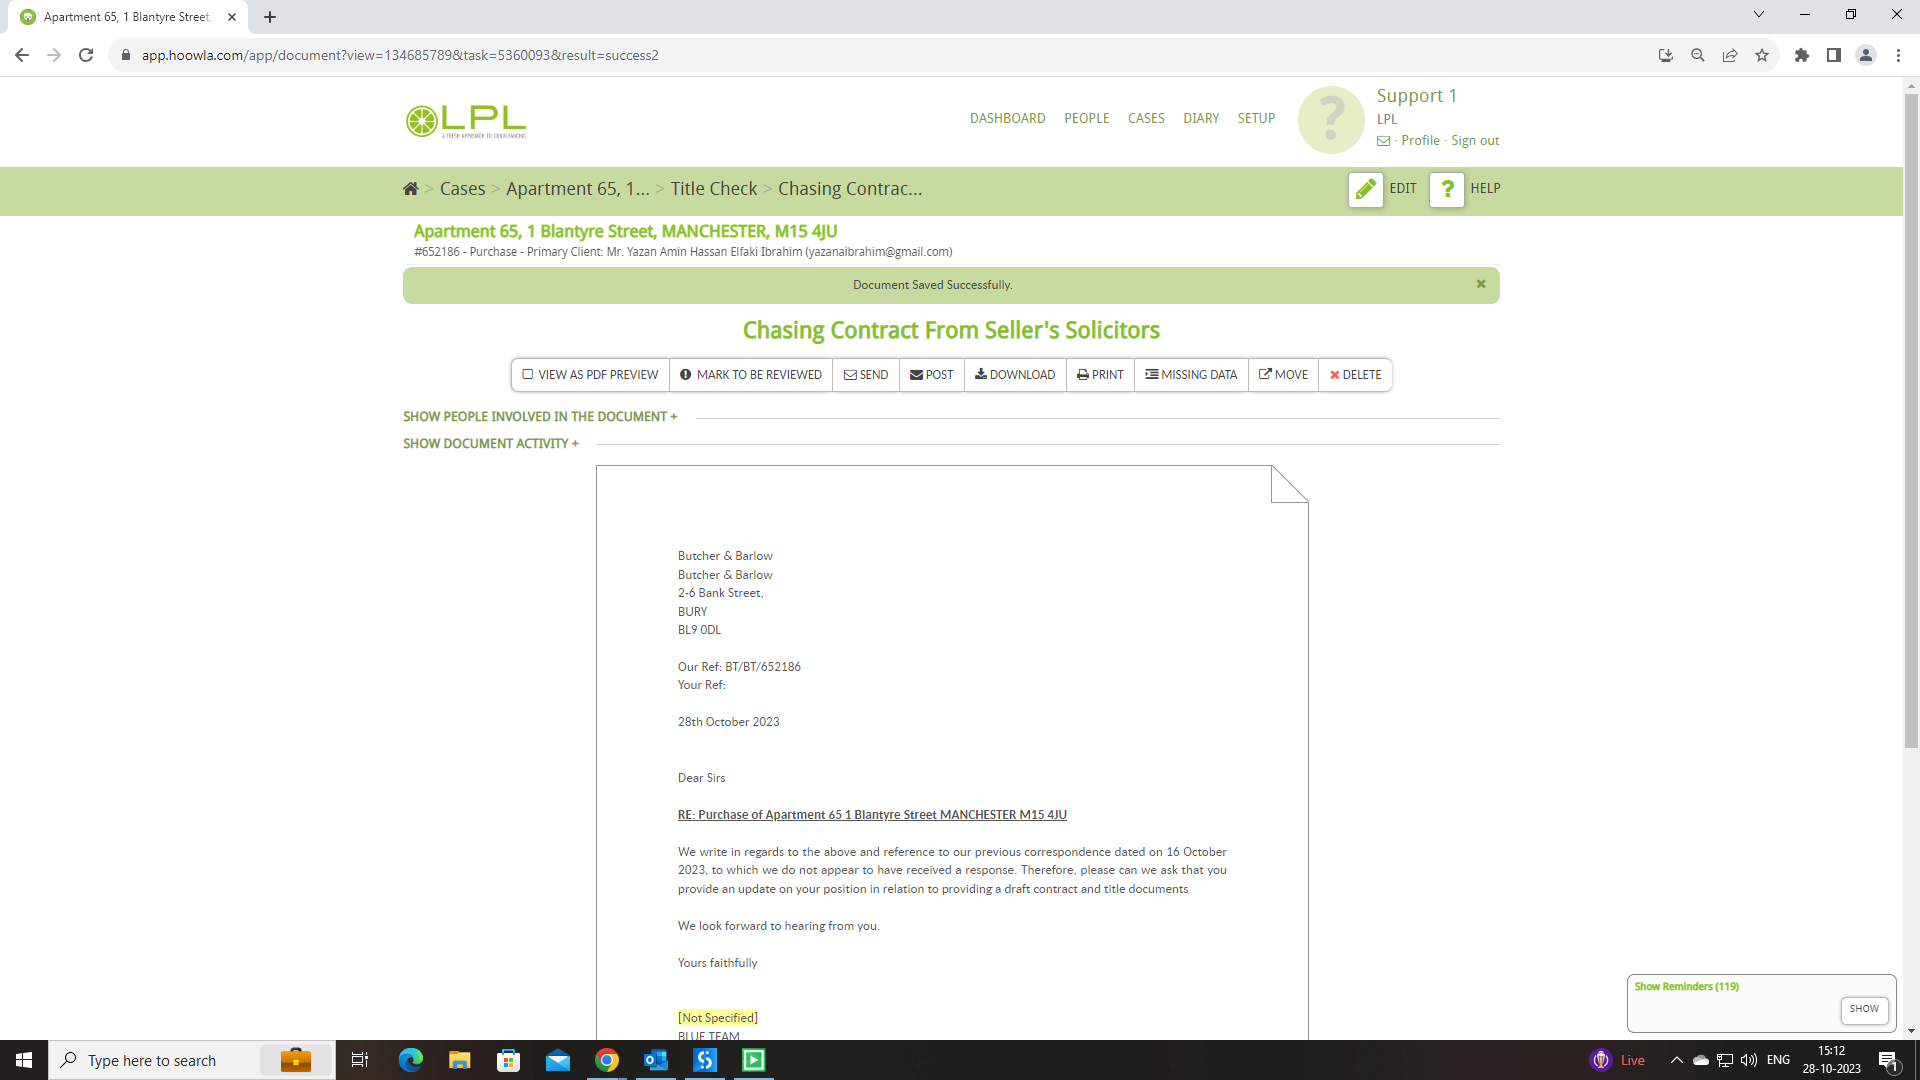 Apartment 65, 1 Blantyre Street,
app.hoowla.com/app/document?view=134685789&task=5360093&result=success2
LPL
A FRESH APPROACH TO CONVEYANCING
DASHBOARD PEOPLE CASES DIARY SETUP
?
Support 1
LPL
· Profile · Sign out
> Cases > Apartment 65, 1... > Title Check > Chasing Contrac...
EDIT ? HELP
Apartment 65, 1 Blantyre Street, MANCHESTER, M15 4JU
#652186 - Purchase - Primary Client: Mr. Yazan Amin Hassan Elfaki Ibrahim (yazanaibrahim@gmail.com)
Document Saved Successfully.
Chasing Contract From Seller's Solicitors
VIEW AS PDF PREVIEW MARK TO BE REVIEWED SEND POST DOWNLOAD PRINT MISSING DATA MOVE DELETE
SHOW PEOPLE INVOLVED IN THE DOCUMENT +
SHOW DOCUMENT ACTIVITY +
Butcher & Barlow
Butcher & Barlow
2-6 Bank Street,
BURY
BL9 0DL
Our Ref: BT/BT/652186
Your Ref:
28th October 2023
Dear Sirs
RE: Purchase of Apartment 65 1 Blantyre Street MANCHESTER M15 4JU
We write in regards to the above and reference to our previous correspondence dated on 16 October
2023, to which we do not appear to have received a response. Therefore, please can we ask that you
provide an update on your position in relation to providing a draft contract and title documents
We look forward to hearing from you.
Yours faithfully
[Not Specified]
BLUE TEAM
Show Reminders (119)
SHOW
Type here to search
Live
ENG
15:12
28-10-2023
1